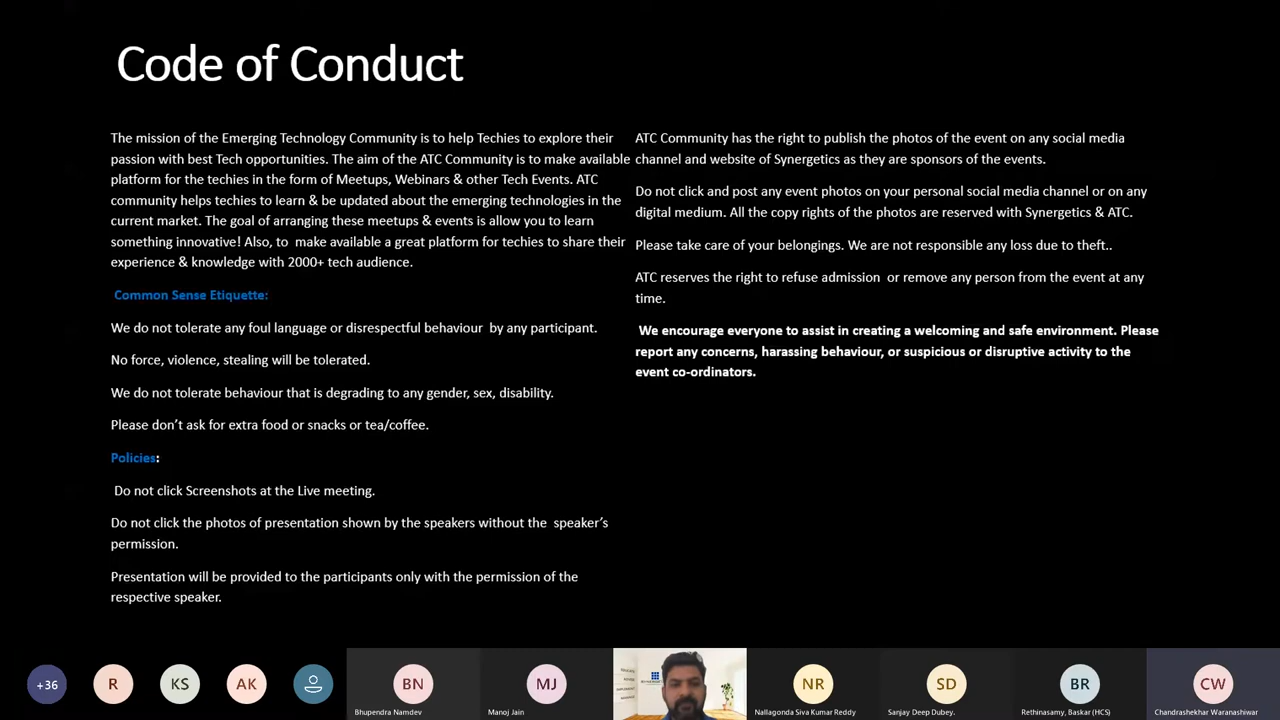 Code of Conduct
The mission of the Emerging Technology Community is to help Techies to explore their
passion with best Tech opportunities. The aim of the ATC Community is to make available
platform for the techies in the form of Meetups, Webinars & other Tech Events. ATC
community helps techies to learn & be updated about the emerging technologies in the
current market. The goal of arranging these meetups & events is allow you to learn
something innovative! Also, to  make available a great platform for techies to share their
experience & knowledge with 2000+ tech audience.
Common Sense Etiquette:
We do not tolerate any foul language or disrespectful behaviour  by any participant.
No force, violence, stealing will be tolerated.
We do not tolerate behaviour that is degrading to any gender, sex, disability.
Please don’t ask for extra food or snacks or tea/coffee.
Policies:
Do not click Screenshots at the Live meeting.
Do not click the photos of presentation shown by the speakers without the  speaker’s
permission.
Presentation will be provided to the participants only with the permission of the
respective speaker.
ATC Community has the right to publish the photos of the event on any social media
channel and website of Synergetics as they are sponsors of the events.
Do not click and post any event photos on your personal social media channel or on any
digital medium. All the copy rights of the photos are reserved with Synergetics & ATC.
Please take care of your belongings. We are not responsible any loss due to theft..
ATC reserves the right to refuse admission  or remove any person from the event at any
time.
We encourage everyone to assist in creating a welcoming and safe environment. Please
report any concerns, harassing behaviour, or suspicious or disruptive activity to the
event co-ordinators.
+36
R
KS
AK
BN
Bhupendra Namdev
MJ
Manoj Jain
NR
Nallagonda Siva Kumar Reddy
SD
Sanjay Deep Dubey.
BR
Rethinasamy, Baskar (HCS)
CW
Chandrashekhar Waranashiwar